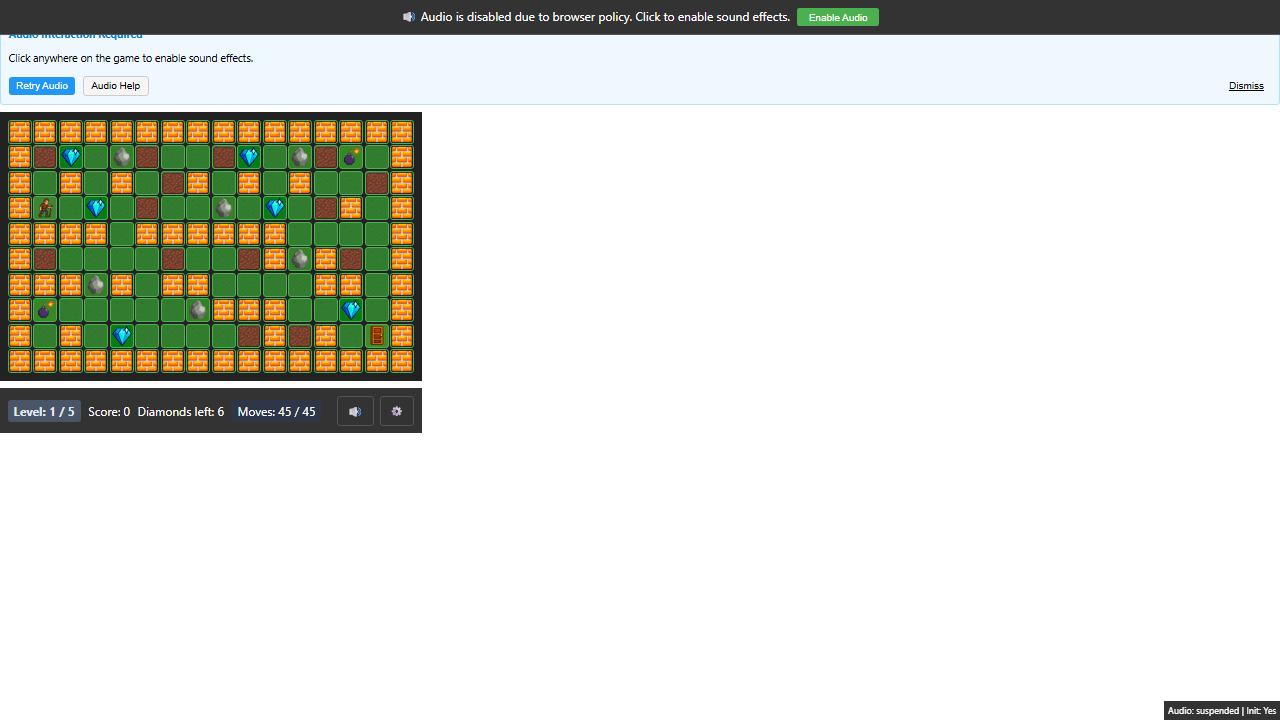 Audio is disabled due to browser policy. Click to enable sound effects. Enable Audio
Audio Interaction Required
Click anywhere on the game to enable sound effects.
Retry Audio Audio Help Dismiss
Level: 1 / 5 Score: 0 Diamonds left: 6 Moves: 45 / 45
Audio: suspended | Init: Yes